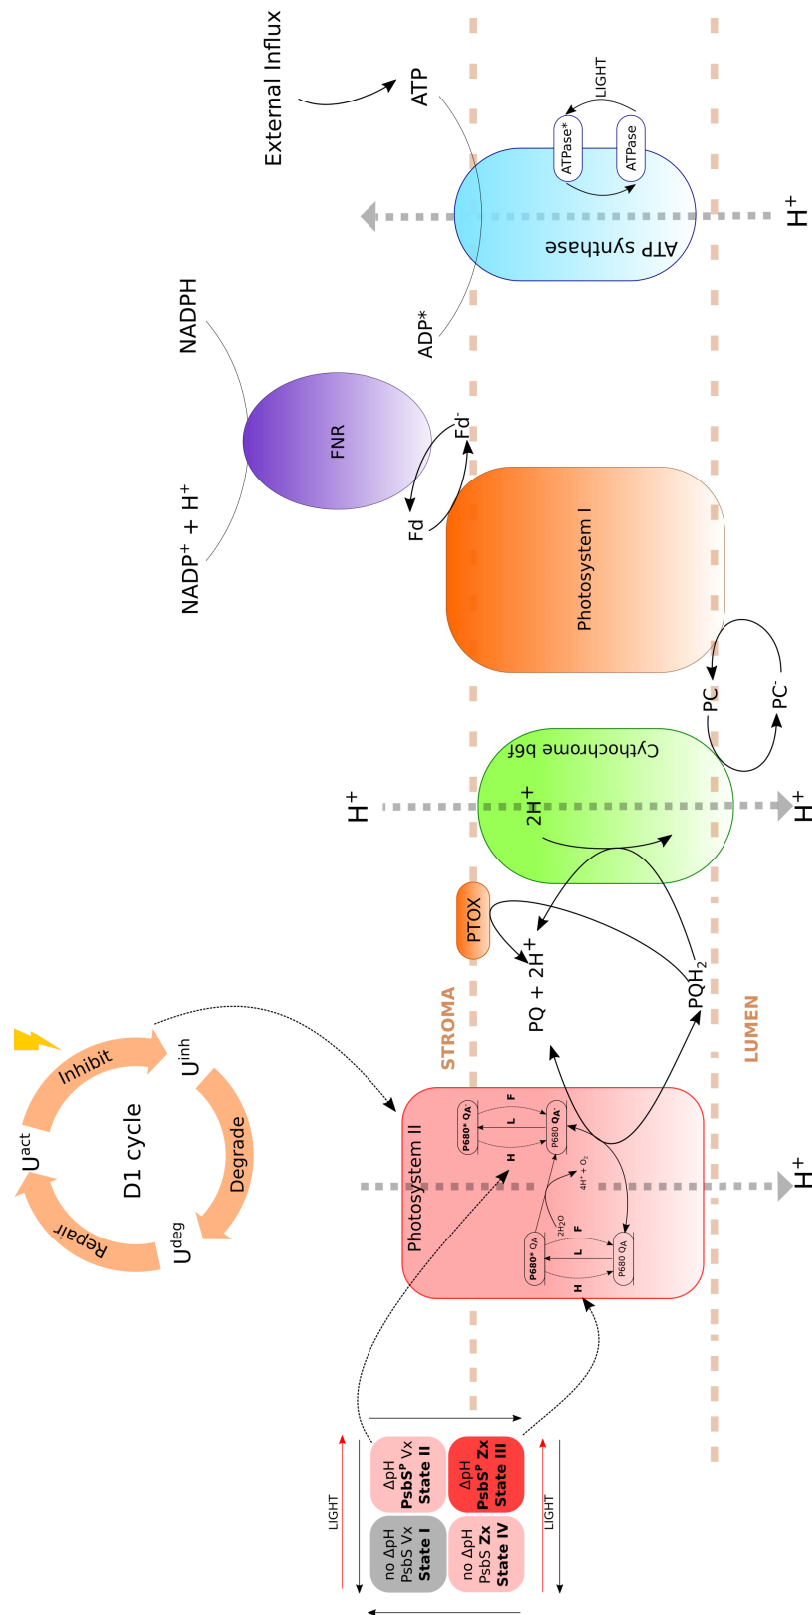 External Influx
ATP
ADP*
LIGHT
ATPase*
ATPase
ATP synthase
H+
NADPH
NADP+ + H+
FNR
Fd-
Fd
Photosystem I
PC
PC-
Cythochrome b6f
H+
2H+
H+
PTOX
PQ + 2H+
PQH2
STROMA
LUMEN
Inhibit
Uinh
Uact
D1 cycle
Degrade
Repair
Udeg
Photosystem II
P680* QA-
H L F
P680 QA-
2H2O
4H+ + O2
P680* QA
H L F
P680 QA
H+
LIGHT
no ΔpH
PsbS Vx
State I
ΔpH
PsbSP Vx
State II
no ΔpH
PsbS Zx
State IV
ΔpH
PsbSP Zx
State III
LIGHT